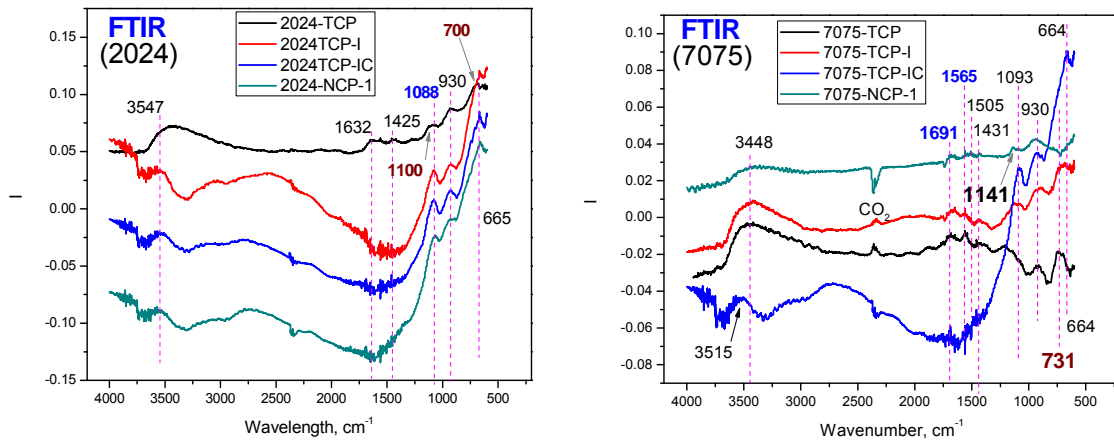 FTIR
(2024)
2024-TCP
2024TCP-I
2024TCP-IC
2024-NCP-1
700
930
1088
3547
1632
1425
1100
665
0.15
0.10
0.05
0.00
-0.05
-0.10
-0.15
I
4000 3500 3000 2500 2000 1500 1000 500
Wavelength, cm-1
FTIR
(7075)
7075-TCP
7075-TCP-I
7075-TCP-IC
7075-NCP-1
664
1565
1093
1505
930
1691
1431
3448
1141
CO2
3515
664
731
0.10
0.08
0.06
0.04
0.02
0.00
-0.02
-0.04
-0.06
-0.08
I
4000 3500 3000 2500 2000 1500 1000 500
Wavenumber, cm-1